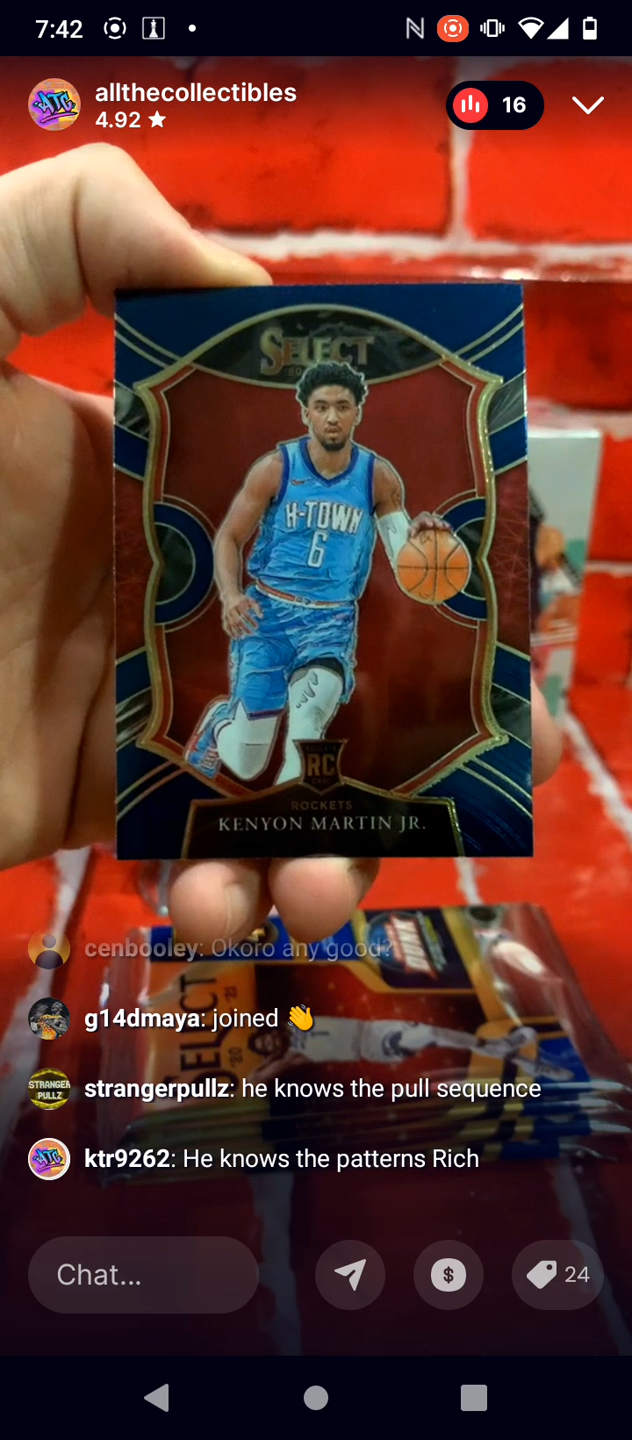 7:42
allthecollectibles
4.92 ★
16
SELECT
H-TOWN
6
RC
ROCKETS
KENYON MARTIN JR.
cenbooley: Okoro any good?
g14dmaya: joined 👋
strangerpullz: he knows the pull sequence
ktr9262: He knows the patterns Rich
STRANGER
PULLZ
SELECT
Chat...
$
24